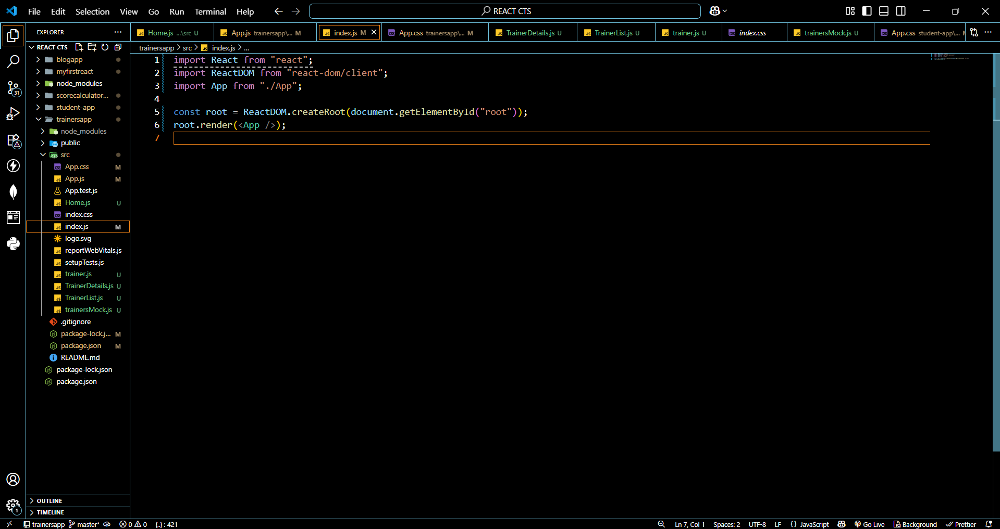 File Edit Selection View Go Run Terminal Help
REACT CTS
EXPLORER
Home.js ...\src U
App.js trainersapp\... M
index.js M
App.css trainersapp\... M
TrainerDetails.js U
TrainerList.js U
trainer.js U
index.css
trainersMock.js U
App.css student-app\...
REACT CTS
trainersapp > src > JS index.js > ...
blogapp
myfirstreact
node_modules
scorecalculator...
student-app
trainersapp
node_modules
public
src
App.css M
App.js M
App.test.js
Home.js U
index.css
index.js M
logo.svg
reportWebVitals.js
setupTests.js
trainer.js U
TrainerDetails.js U
TrainerList.js U
trainersMock.js U
.gitignore
package-lock.j... M
package.json M
README.md
package-lock.json
package.json
OUTLINE
TIMELINE
31
1
1 import React from "react";
2 import ReactDOM from "react-dom/client";
3 import App from "./App";
4
5 const root = ReactDOM.createRoot(document.getElementById("root"));
6 root.render(<App />);
7
trainersapp master* 0 0 {..} : 421 Ln 7, Col 1 Spaces: 2 UTF-8 LF {} JavaScript Go Live Background Prettier